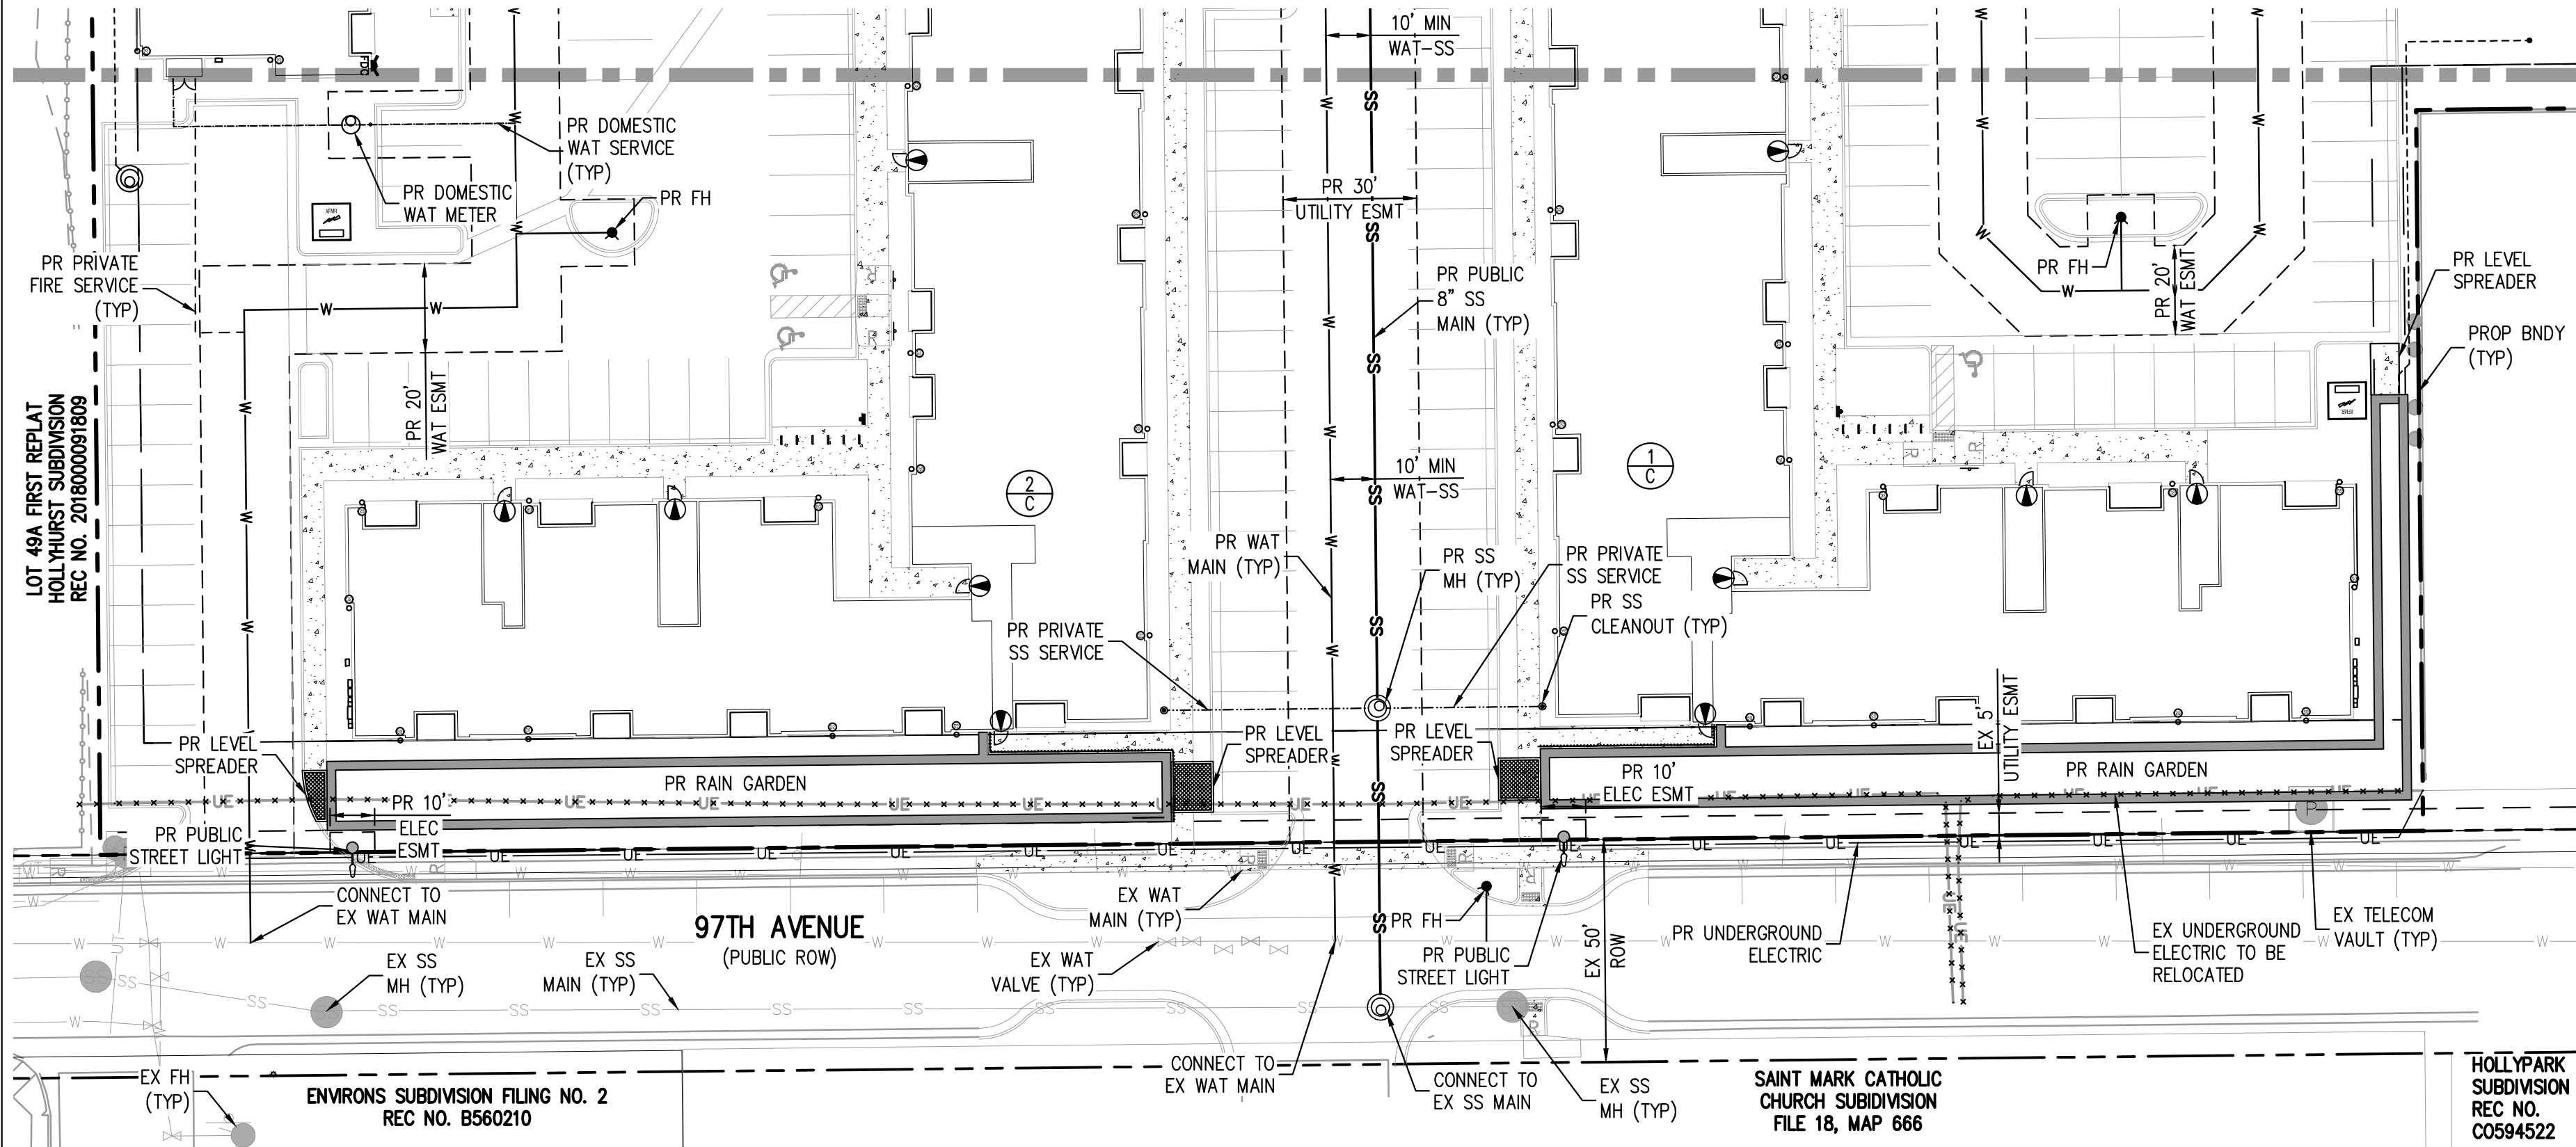 10' MIN
WAT-SS
FDC
PR DOMESTIC
WAT SERVICE
(TYP)
PR DOMESTIC
WAT METER
PR FH
XFMR
PR 30'
UTILITY ESMT
PR PRIVATE
FIRE SERVICE
(TYP)
PR PUBLIC
8" SS
MAIN (TYP)
PR FH
PR 20'
WAT ESMT
PR LEVEL
SPREADER
PROP BNDY
(TYP)
XFMR
LOT 49A FIRST REPLAT
HOLLYHURST SUBDIVISION
REC NO. 2018000091809
PR 20'
WAT ESMT
2
C
10' MIN
WAT-SS
1
C
PR WAT
MAIN (TYP)
PR SS
MH (TYP)
PR PRIVATE
SS SERVICE
PR SS
CLEANOUT (TYP)
PR PRIVATE
SS SERVICE
PR LEVEL
SPREADER
PR RAIN GARDEN
PR LEVEL
SPREADER
PR LEVEL
SPREADER
PR 10'
ELEC ESMT
EX 5'
UTILITY ESMT
PR RAIN GARDEN
PR 10'
ELEC
ESMT
PR PUBLIC
STREET LIGHT
CONNECT TO
EX WAT MAIN
97TH AVENUE
(PUBLIC ROW)
EX WAT
MAIN (TYP)
PR FH
EX SS
MH (TYP)
EX SS
MAIN (TYP)
EX WAT
VALVE (TYP)
PR PUBLIC
STREET LIGHT
EX 50'
ROW
PR UNDERGROUND
ELECTRIC
EX UNDERGROUND
ELECTRIC TO BE
RELOCATED
EX TELECOM
VAULT (TYP)
EX FH
(TYP)
ENVIRONS SUBDIVISION FILING NO. 2
REC NO. B560210
CONNECT TO
EX WAT MAIN
CONNECT TO
EX SS MAIN
EX SS
MH (TYP)
SAINT MARK CATHOLIC
CHURCH SUBIDIVISION
FILE 18, MAP 666
HOLLYPARK
SUBDIVISION
REC NO.
C0594522